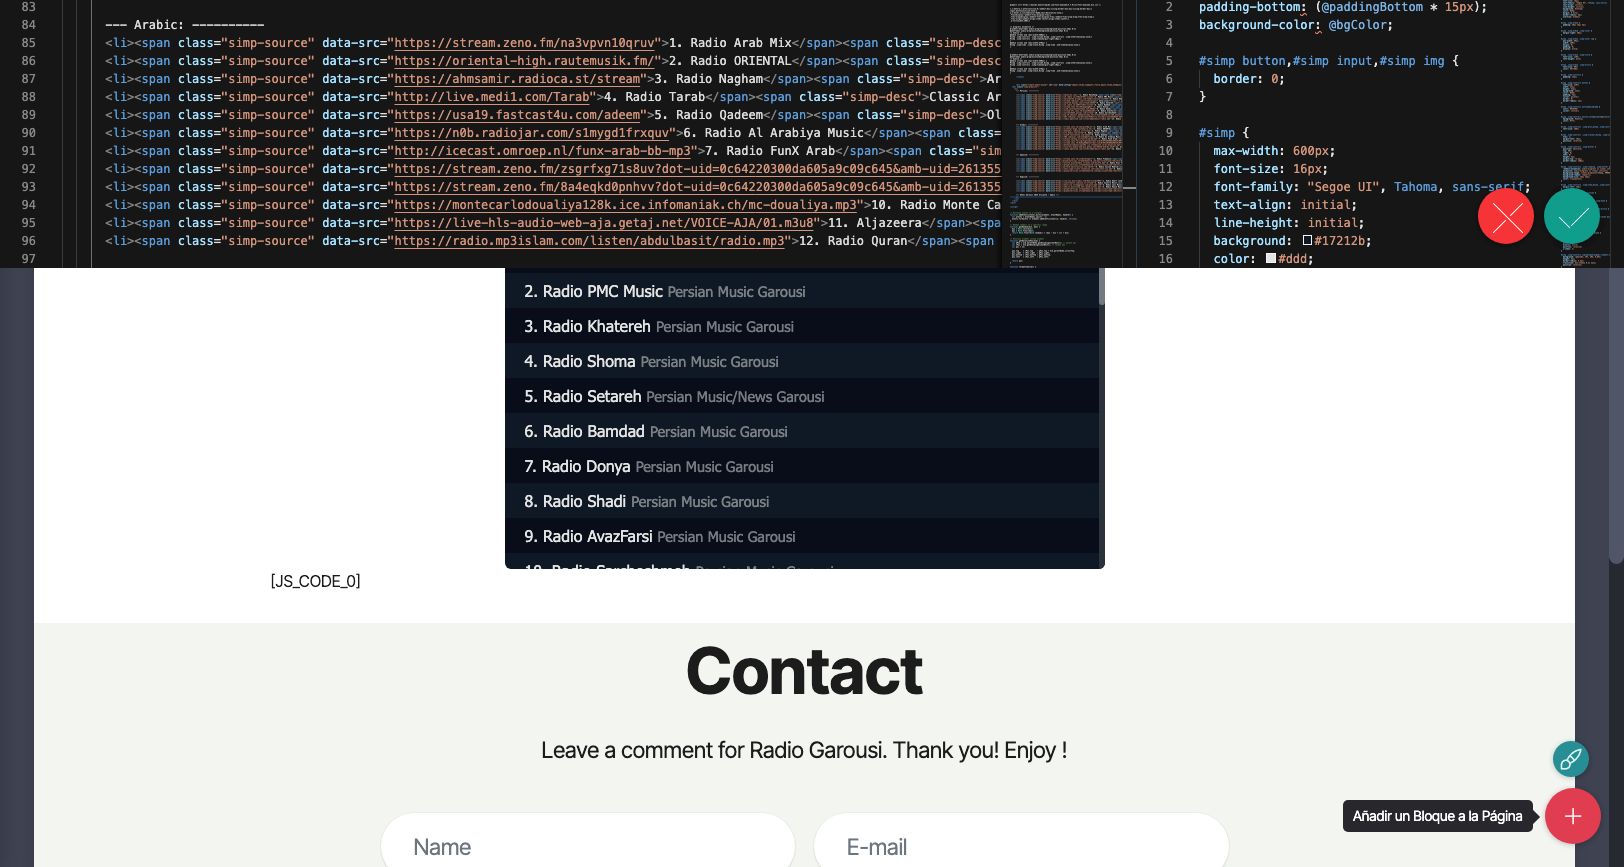 83
84 --- Arabic: ----------
85 <li><span class="simp-source" data-src="https://stream.zeno.fm/na3vpvn10qruv">1. Radio Arab Mix</span><span class="simp-desc
86 <li><span class="simp-source" data-src="https://oriental-high.rautemusik.fm/">2. Radio ORIENTAL</span><span class="simp-desc
87 <li><span class="simp-source" data-src="https://ahmsamir.radioca.st/stream">3. Radio Nagham</span><span class="simp-desc">Ar
88 <li><span class="simp-source" data-src="http://live.medi1.com/Tarab">4. Radio Tarab</span><span class="simp-desc">Classic Ar
89 <li><span class="simp-source" data-src="https://usa19.fastcast4u.com/adeem">5. Radio Qadeem</span><span class="simp-desc">Ol
90 <li><span class="simp-source" data-src="https://n0b.radiojar.com/s1mygd1frxquv">6. Radio Al Arabiya Music</span><span class=
91 <li><span class="simp-source" data-src="http://icecast.omroep.nl/funx-arab-bb-mp3">7. Radio FunX Arab</span><span class="sim
92 <li><span class="simp-source" data-src="https://stream.zeno.fm/zsgrfxg71s8uv?dot-uid=0c64220300da605a9c09c645&amb-uid=261355
93 <li><span class="simp-source" data-src="https://stream.zeno.fm/8a4eqkd0pnhvv?dot-uid=0c64220300da605a9c09c645&amb-uid=261355
94 <li><span class="simp-source" data-src="https://montecarlodoualiya128k.ice.infomaniak.ch/mc-doualiya.mp3">10. Radio Monte Ca
95 <li><span class="simp-source" data-src="https://live-hls-audio-web-aja.getaj.net/VOICE-AJA/01.m3u8">11. Aljazeera</span><spa
96 <li><span class="simp-source" data-src="https://radio.mp3islam.com/listen/abdulbasit/radio.mp3">12. Radio Quran</span><span
97
2 padding-bottom: (@paddingBottom * 15px);
3 background-color: @bgColor;
4
5 #simp button,#simp input,#simp img {
6 border: 0;
7 }
8
9 #simp {
10 max-width: 600px;
11 font-size: 16px;
12 font-family: "Segoe UI", Tahoma, sans-serif;
13 text-align: initial;
14 line-height: initial;
15 background: #17212b;
16 color: #ddd;
2. Radio PMC Music Persian Music Garousi
3. Radio Khatereh Persian Music Garousi
4. Radio Shoma Persian Music Garousi
5. Radio Setareh Persian Music/News Garousi
6. Radio Bamdad Persian Music Garousi
7. Radio Donya Persian Music Garousi
8. Radio Shadi Persian Music Garousi
9. Radio AvazFarsi Persian Music Garousi
[JS_CODE_0]
Contact
Leave a comment for Radio Garousi. Thank you! Enjoy !
Añadir un Bloque a la Página
Name
E-mail